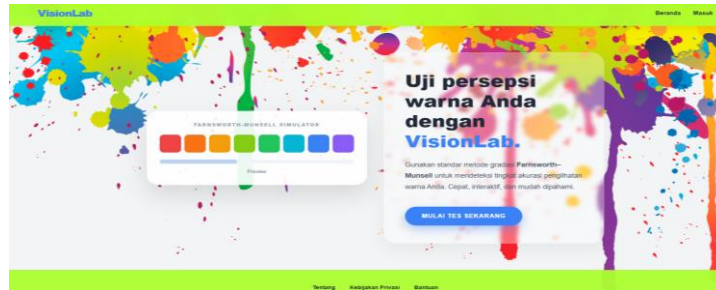 VisionLab
Beranda Masuk
FARNSWORTH-MUNSELL SIMULATOR
Preview
Uji persepsi
warna Anda
dengan
VisionLab.
Gunakan standar metode gradasi Farnsworth–
Munsell untuk mendeteksi tingkat akurasi penglihatan
warna Anda. Cepat, interaktif, dan mudah dipahami.
MULAI TES SEKARANG
Tentang Kebijakan Privasi Bantuan